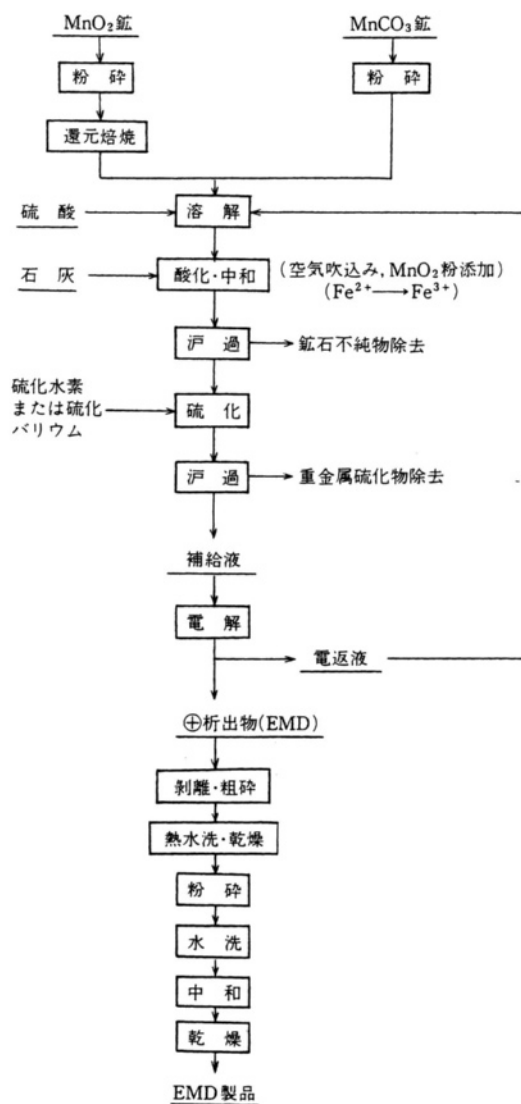 MnO₂鉱
MnCO₃鉱
粉砕
粉砕
還元焙焼
硫酸
溶解
石灰
酸化・中和
(空気吹込み, MnO₂粉添加)
(Fe²⁺→Fe³⁺)
沪過
鉱石不純物除去
硫化水素
または硫化
バリウム
硫化
沪過
重金属硫化物除去
補給液
電解
電返液
⊕析出物(EMD)
剥離・粗砕
熱水洗・乾燥
粉砕
水洗
中和
乾燥
EMD製品